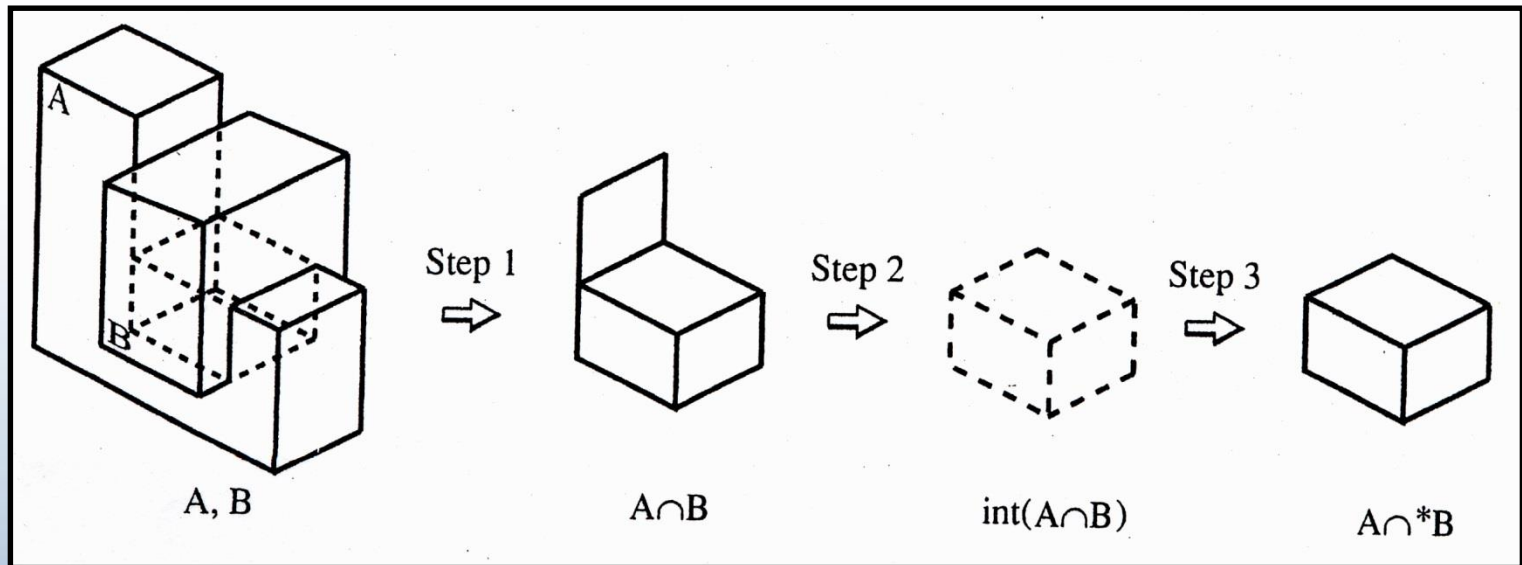 A
B
Step 1
Step 2
Step 3
A, B
A∩B
int(A∩B)
A∩*B